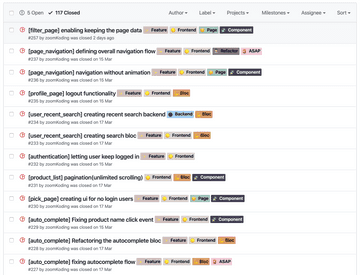 5 Open 117 Closed
Author Label Projects Milestones Assignee Sort
[filter_page] enabling keeping the page data Feature Frontend Page Component
#257 by zoomKoding was closed 2 days ago
[page_navigation] defining overall navigation flow Feature Frontend Refactor ASAP
#237 by zoomKoding was closed on 15 Mar
[page_navigation] navigation without animation Feature Frontend Page Component
#236 by zoomKoding was closed on 15 Mar
[profile_page] logout functionality Feature Frontend Bloc
#235 by zoomKoding was closed on 15 Mar
[user_recent_search] creating recent search backend Backend Bloc
#234 by zoomKoding was closed on 17 Mar
[user_recent_search] creating search bloc Feature Frontend Bloc
#233 by zoomKoding was closed on 17 Mar
[authentication] letting user keep logged in Feature Frontend
#232 by zoomKoding was closed on 15 Mar
[product_list] pagination(unlimited scrolling) Feature Frontend Component
#231 by zoomKoding was closed on 17 Mar
[pick_page] creating ui for no login users Feature Frontend Page Component
#230 by zoomKoding was closed on 14 Mar
[auto_complete] Fixing product name click event Feature Frontend Component
#229 by zoomKoding was closed on 14 Mar
[auto_complete] Refactoring the autocomplete bloc Feature Frontend Bloc
#228 by zoomKoding was closed on 17 Mar
[auto_complete] fixing autocomplete flow Feature Frontend Bloc ASAP
#227 by zoomKoding was closed on 17 Mar